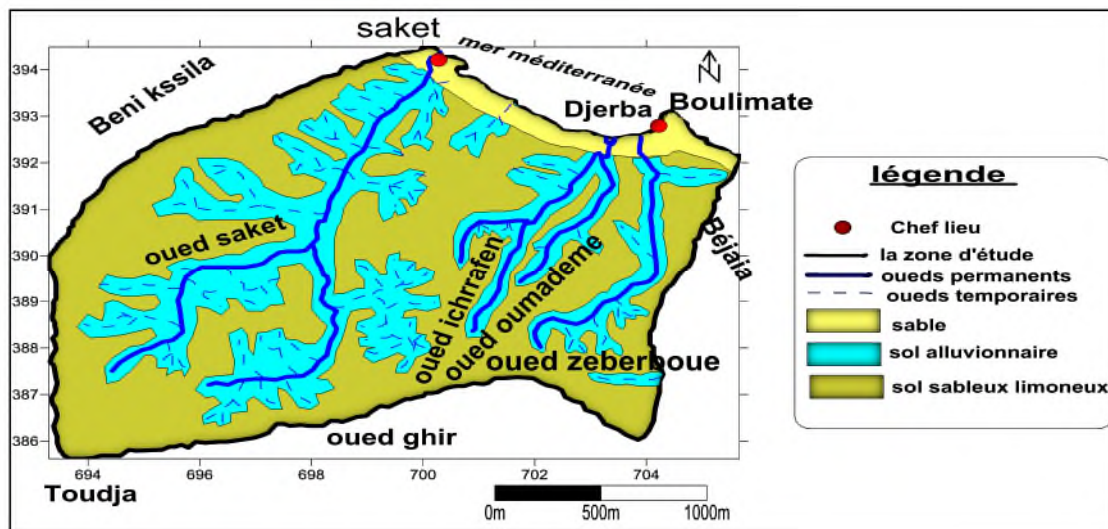 saket
mer méditerranée
Beni kssila
Djerba
Boulimate
394
393
392
391
390
389
388
387
386
oued saket
Béjaia
oued ichrrafen
oued oumademe
oued zeberboue
oued ghir
694
696
698
700
702
704
Toudja
0m
500m
1000m
N
légende
Chef lieu
la zone d'étude
oueds permanents
oueds temporaires
sable
sol alluvionnaire
sol sableux limoneux